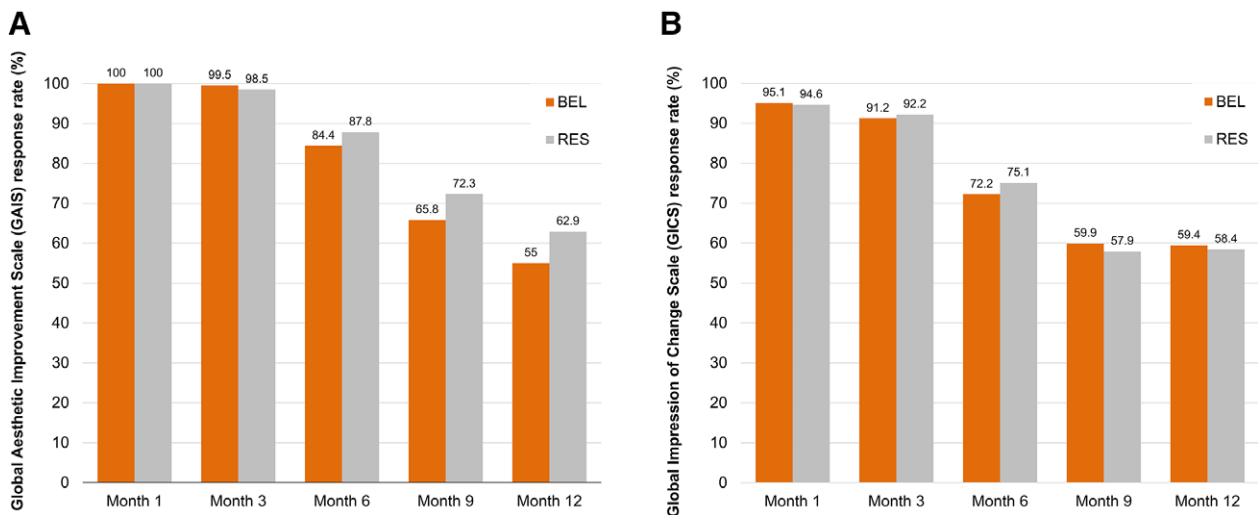 A
Global Aesthetic Improvement Scale (GAIS) response rate (%)
100
90
80
70
60
50
40
30
20
10
0
100
100
99.5
98.5
84.4
87.8
65.8
72.3
55
62.9
BEL
RES
Month 1
Month 3
Month 6
Month 9
Month 12
B
Global Impression of Change Scale (GICS) response rate (%)
100
90
80
70
60
50
40
30
20
10
0
95.1
94.6
91.2
92.2
72.2
75.1
59.9
57.9
59.4
58.4
BEL
RES
Month 1
Month 3
Month 6
Month 9
Month 12